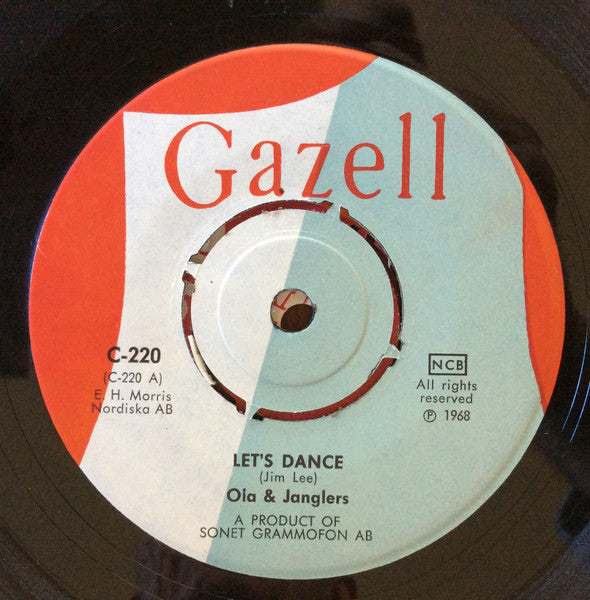 Gazell
C-220
(C-220 A)
E. H. Morris
Nordiska AB
NCB
All rights
reserved
℗ 1968
LET'S DANCE
(Jim Lee)
Ola & Janglers
A PRODUCT OF
SONET GRAMMOFON AB